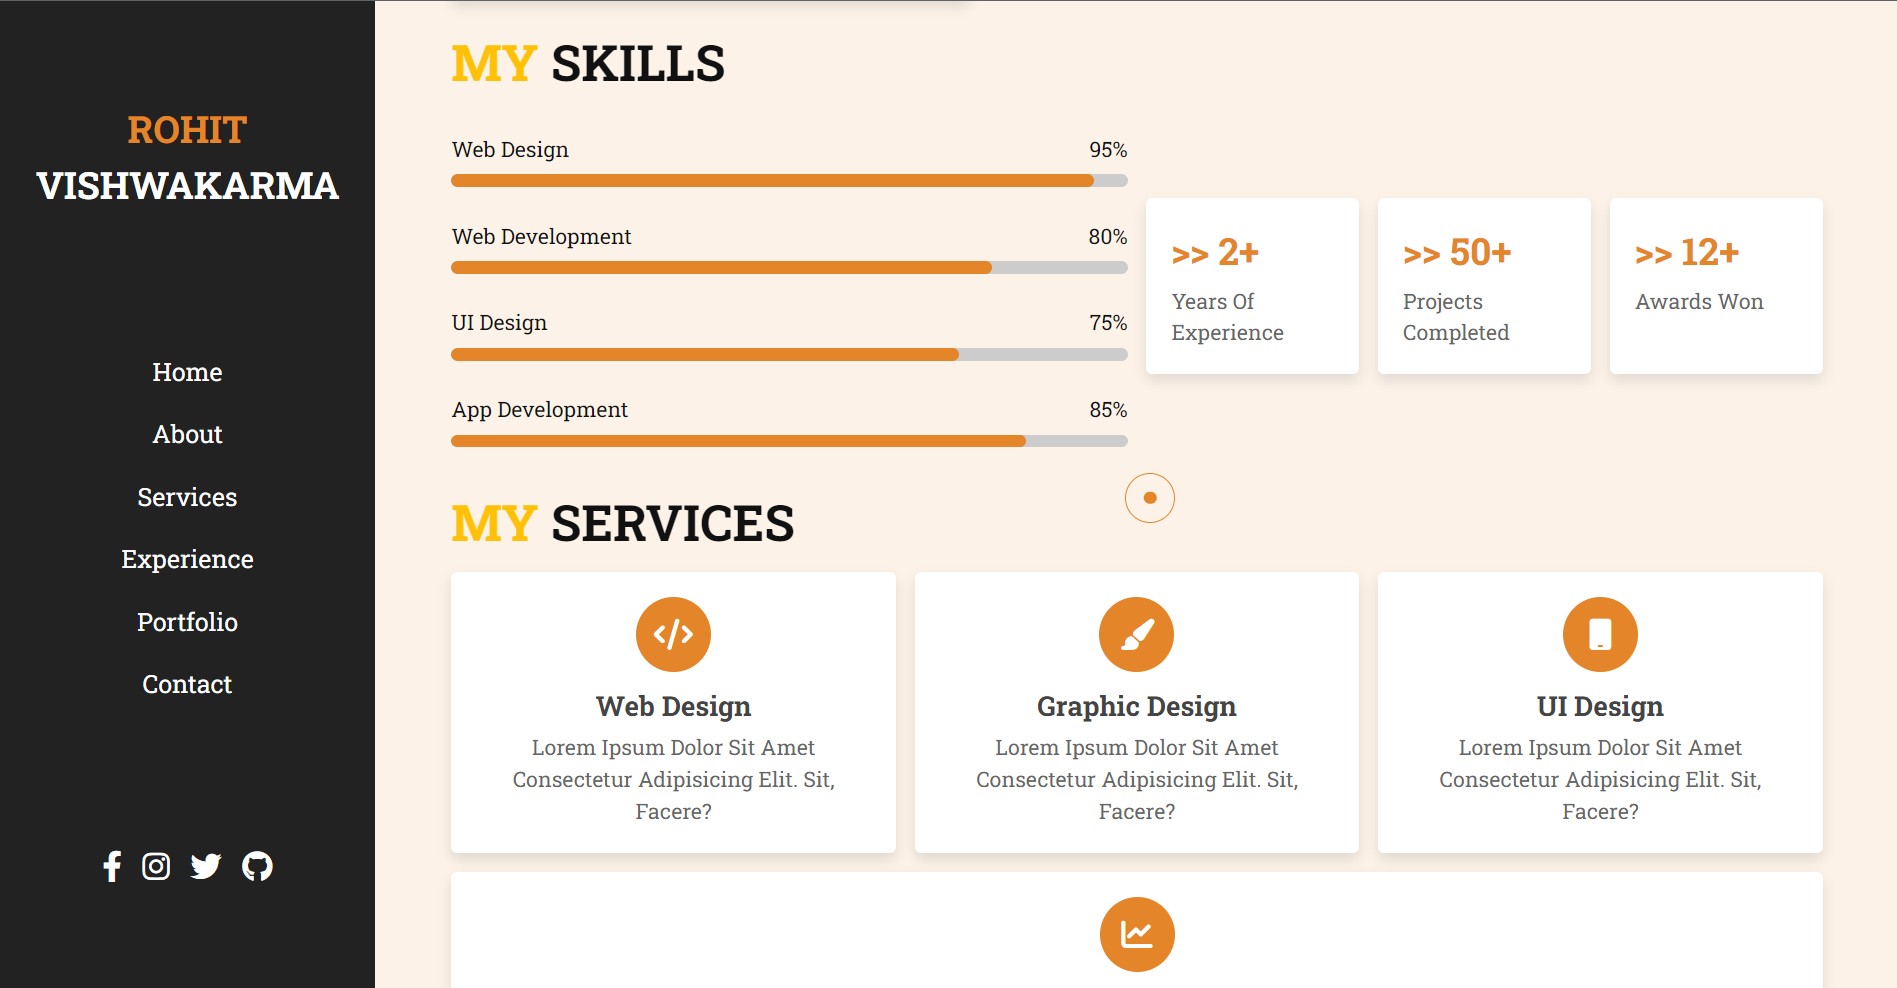 ROHIT
VISHWAKARMA
Home
About
Services
Experience
Portfolio
Contact
MY SKILLS
Web Design 95%
Web Development 80%
UI Design 75%
App Development 85%
>> 2+
Years Of
Experience
>> 50+
Projects
Completed
>> 12+
Awards Won
MY SERVICES
Web Design
Lorem Ipsum Dolor Sit Amet
Consectetur Adipisicing Elit. Sit,
Facere?
Graphic Design
Lorem Ipsum Dolor Sit Amet
Consectetur Adipisicing Elit. Sit,
Facere?
UI Design
Lorem Ipsum Dolor Sit Amet
Consectetur Adipisicing Elit. Sit,
Facere?